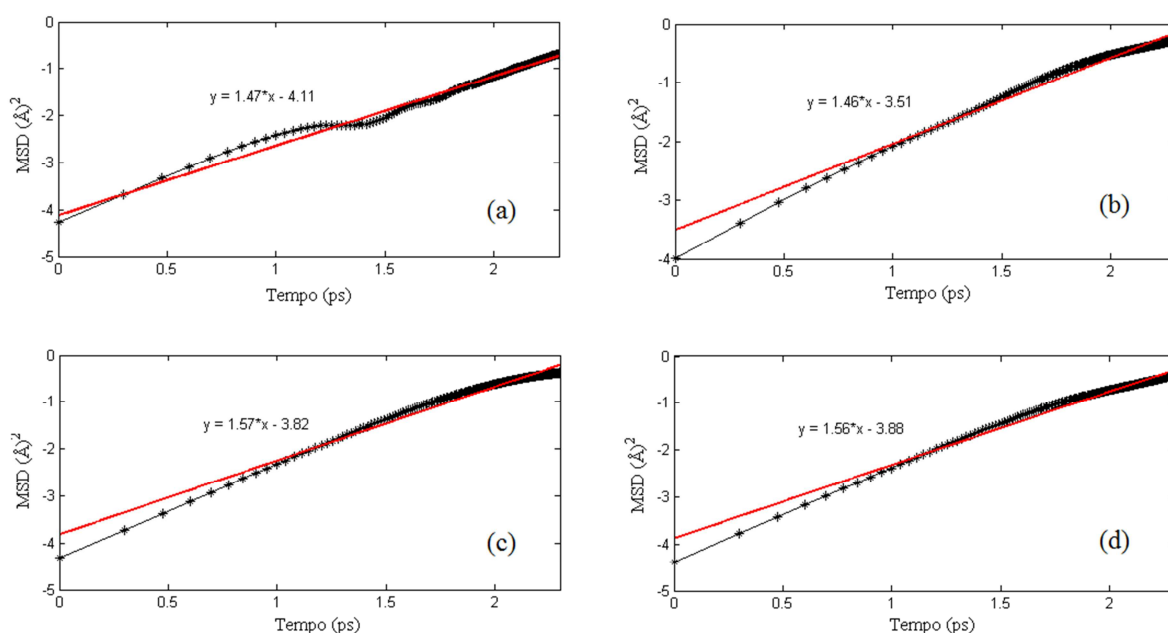 0
-1
-2
-3
-4
-5
MSD (Å)²
y = 1.47*x - 4.11
(a)
0 0.5 1 1.5 2
Tempo (ps)
0
-1
-2
-3
-4
MSD (Å)²
y = 1.46*x - 3.51
(b)
0 0.5 1 1.5 2
Tempo (ps)
0
-1
-2
-3
-4
-5
MSD (Å)²
y = 1.57*x - 3.82
(c)
0 0.5 1 1.5 2
Tempo (ps)
0
-1
-2
-3
-4
-5
MSD (Å)²
y = 1.56*x - 3.88
(d)
0 0.5 1 1.5 2
Tempo (ps)